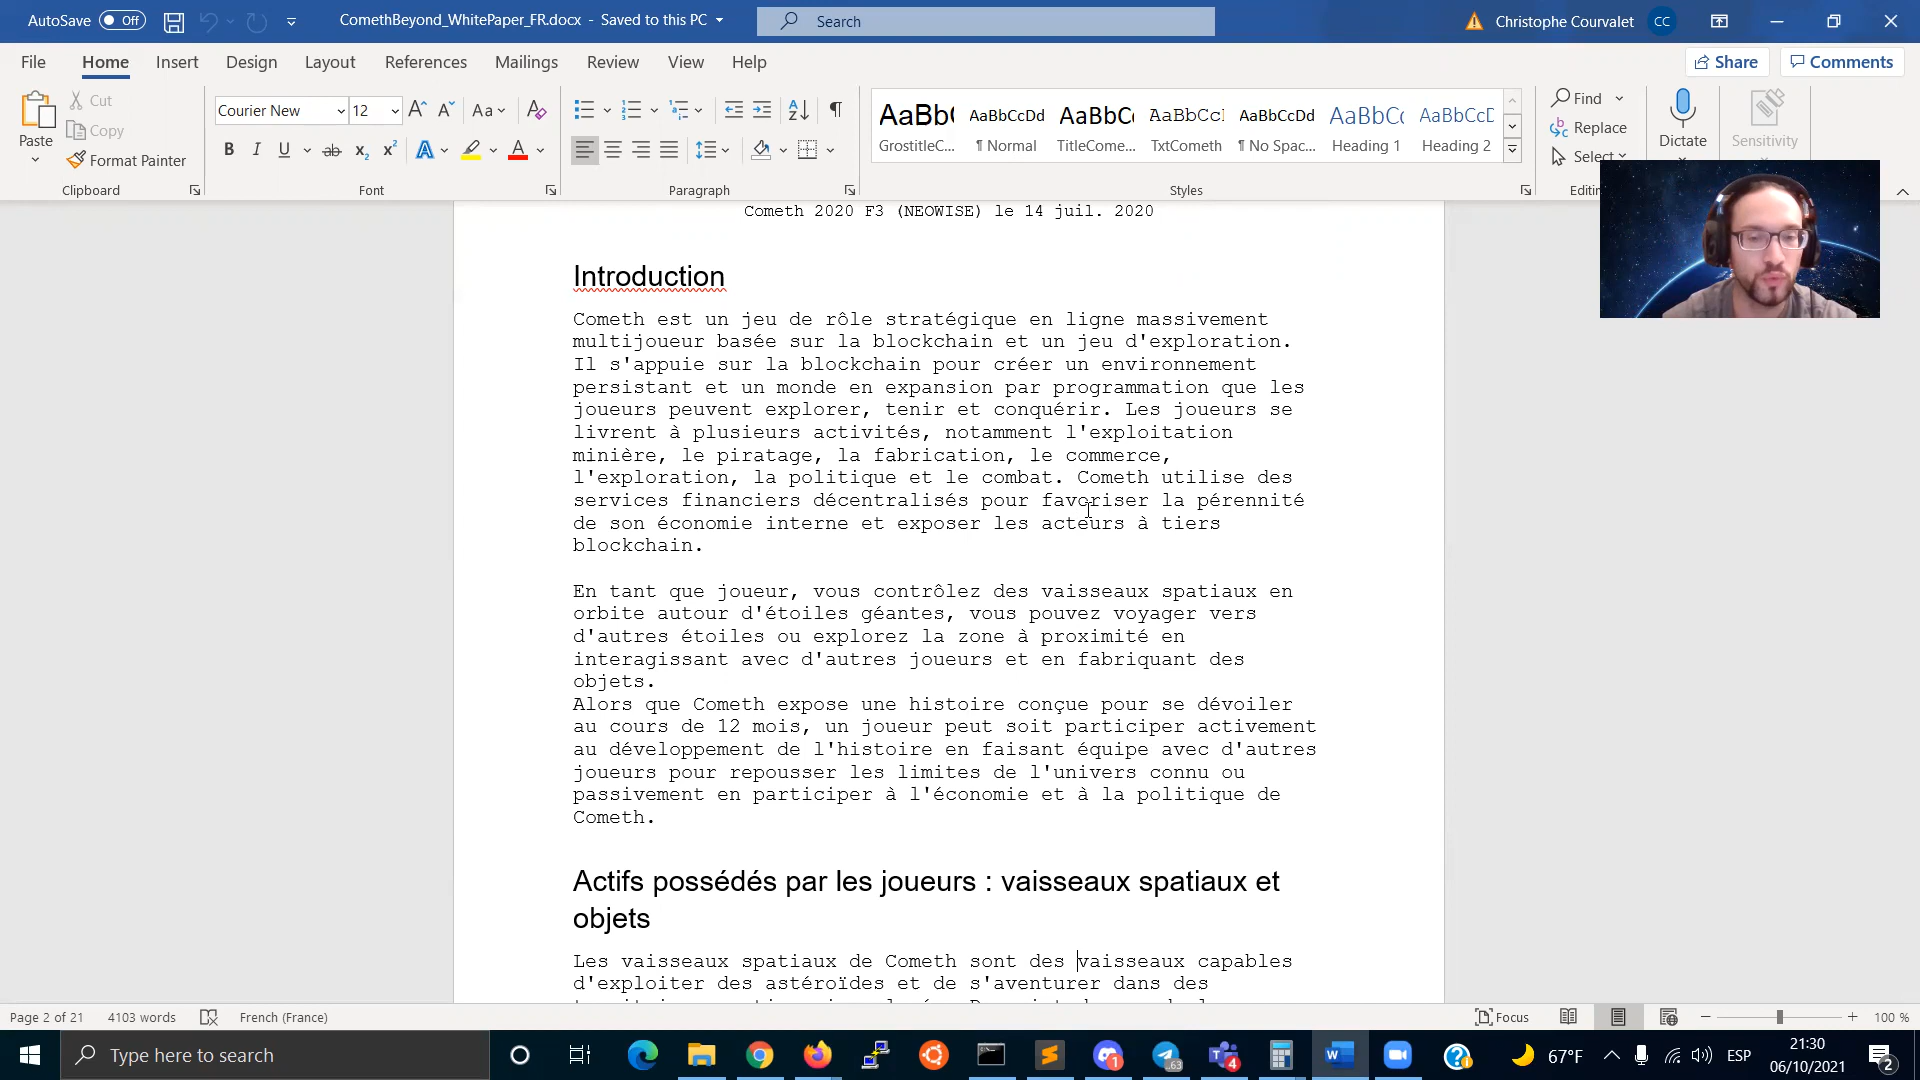 AutoSave Off
ComethBeyond_WhitePaper_FR.docx - Saved to this PC
Search
Christophe Courvalet CC
File Home Insert Design Layout References Mailings Review View Help
Share Comments
Paste
Cut
Copy
Format Painter
Clipboard
Courier New 12
Font
Paragraph
AaBb( AaBbCcDd AaBbC( AaBbCc] AaBbCcDd AaBbC( AaBbCcD
GrostitleC... ¶ Normal TitleCome... TxtCometh ¶ No Spac... Heading 1 Heading 2
Styles
Find
Replace
Select
Dictate
Sensitivity
Cometh 2020 F3 (NEOWISE) le 14 juil. 2020
Introduction
Cometh est un jeu de rôle stratégique en ligne massivement
multijoueur basée sur la blockchain et un jeu d'exploration.
Il s'appuie sur la blockchain pour créer un environnement
persistant et un monde en expansion par programmation que les
joueurs peuvent explorer, tenir et conquérir. Les joueurs se
livrent à plusieurs activités, notamment l'exploitation
minière, le piratage, la fabrication, le commerce,
l'exploration, la politique et le combat. Cometh utilise des
services financiers décentralisés pour favoriser la pérennité
de son économie interne et exposer les acteurs à tiers
blockchain.
En tant que joueur, vous contrôlez des vaisseaux spatiaux en
orbite autour d'étoiles géantes, vous pouvez voyager vers
d'autres étoiles ou explorez la zone à proximité en
interagissant avec d'autres joueurs et en fabriquant des
objets.
Alors que Cometh expose une histoire conçue pour se dévoiler
au cours de 12 mois, un joueur peut soit participer activement
au développement de l'histoire en faisant équipe avec d'autres
joueurs pour repousser les limites de l'univers connu ou
passivement en participer à l'économie et à la politique de
Cometh.
Actifs possédés par les joueurs : vaisseaux spatiaux et
objets
Les vaisseaux spatiaux de Cometh sont des vaisseaux capables
d'exploiter des astéroïdes et de s'aventurer dans des
Page 2 of 21 4103 words French (France)
Focus 100 %
Type here to search
67°F ESP
21:30
06/10/2021